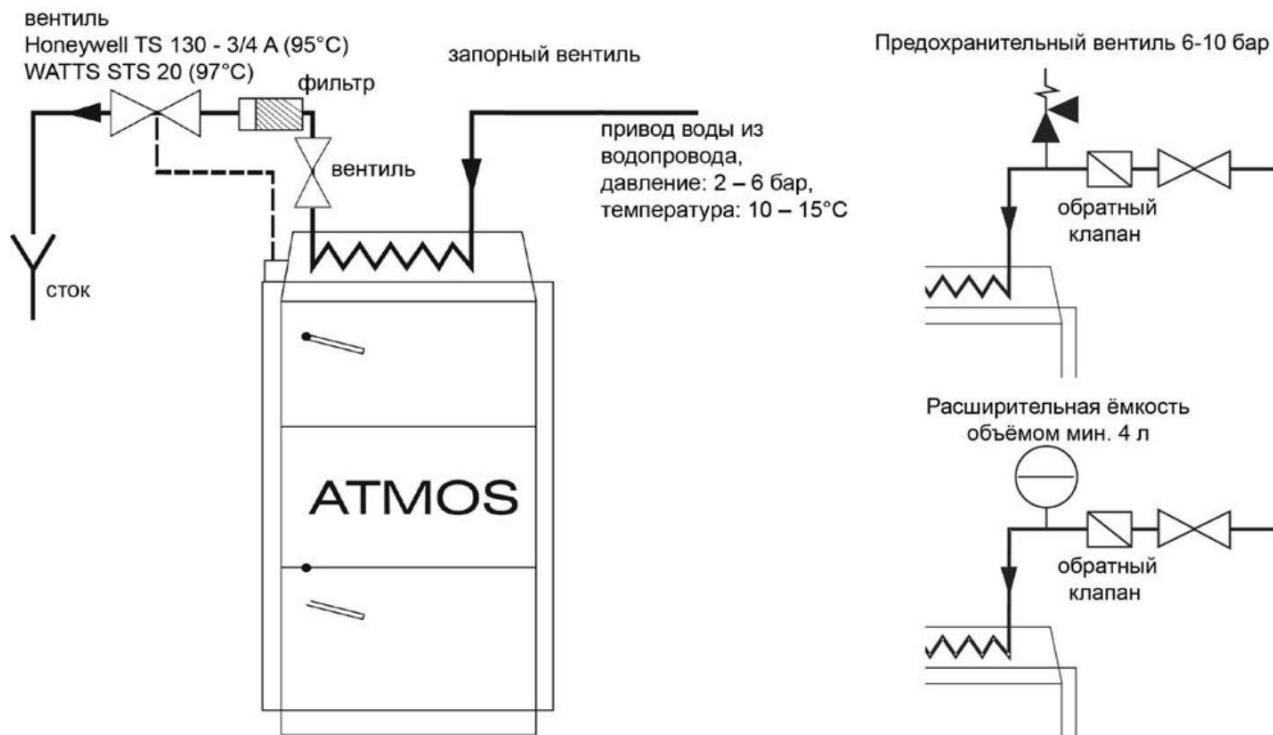 вентиль
Honeywell TS 130 - 3/4 A (95°C)
WATTS STS 20 (97°C)
фильтр
запорный вентиль
привод воды из
водопровода,
давление: 2 – 6 бар,
температура: 10 – 15°C
вентиль
сток
ATMOS
Предохранительный вентиль 6-10 бар
обратный
клапан
Расширительная ёмкость
объёмом мин. 4 л
обратный
клапан